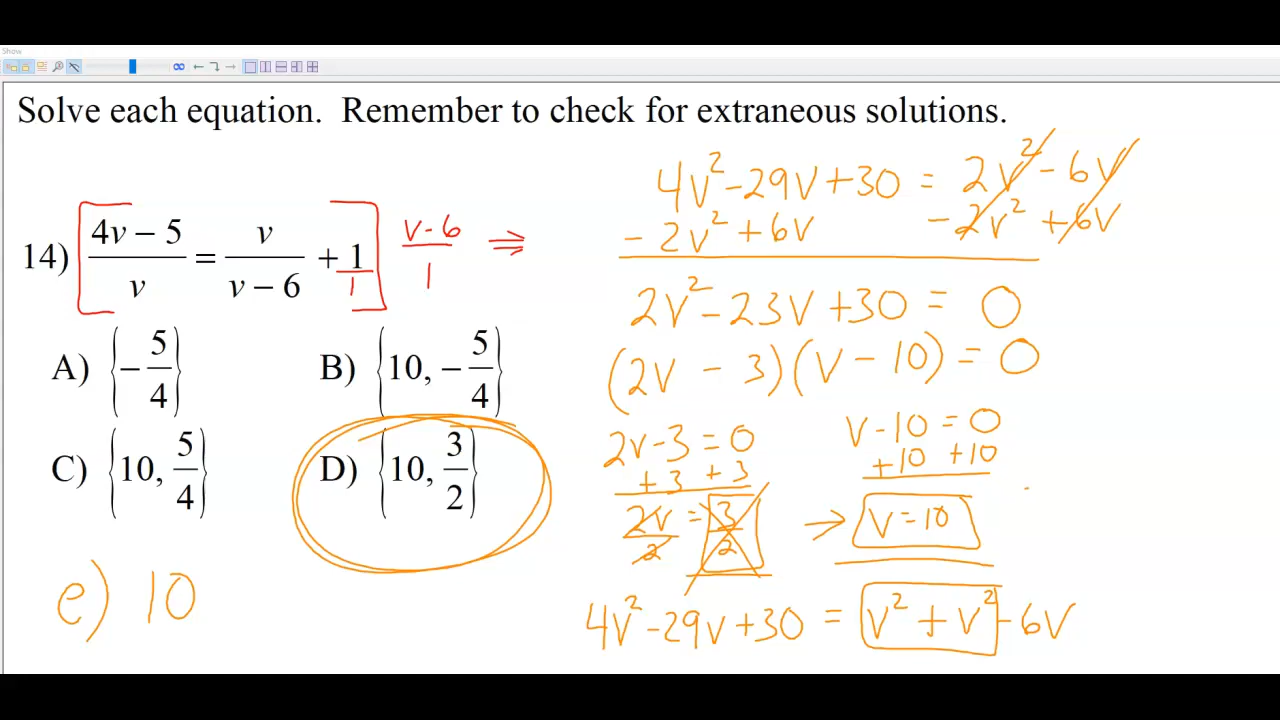 Show
Solve each equation. Remember to check for extraneous solutions.
14) [(4v − 5)/v = v/(v − 6) + 1/1] (v-6)/1 ⇒
A) {−5/4}
B) {10, −5/4}
C) {10, 5/4}
D) {10, 3/2}
e) 10
4v² - 29v + 30 = 2v² - 6v
- 2v² + 6v - 2v² + 6v
2v² - 23v + 30 = 0
(2v - 3)(v - 10) = 0
2v - 3 = 0
+ 3 + 3
2v/2 = 3/2
v - 10 = 0
+10 +10
→ v = 10
4v² - 29v + 30 = v² + v² - 6v